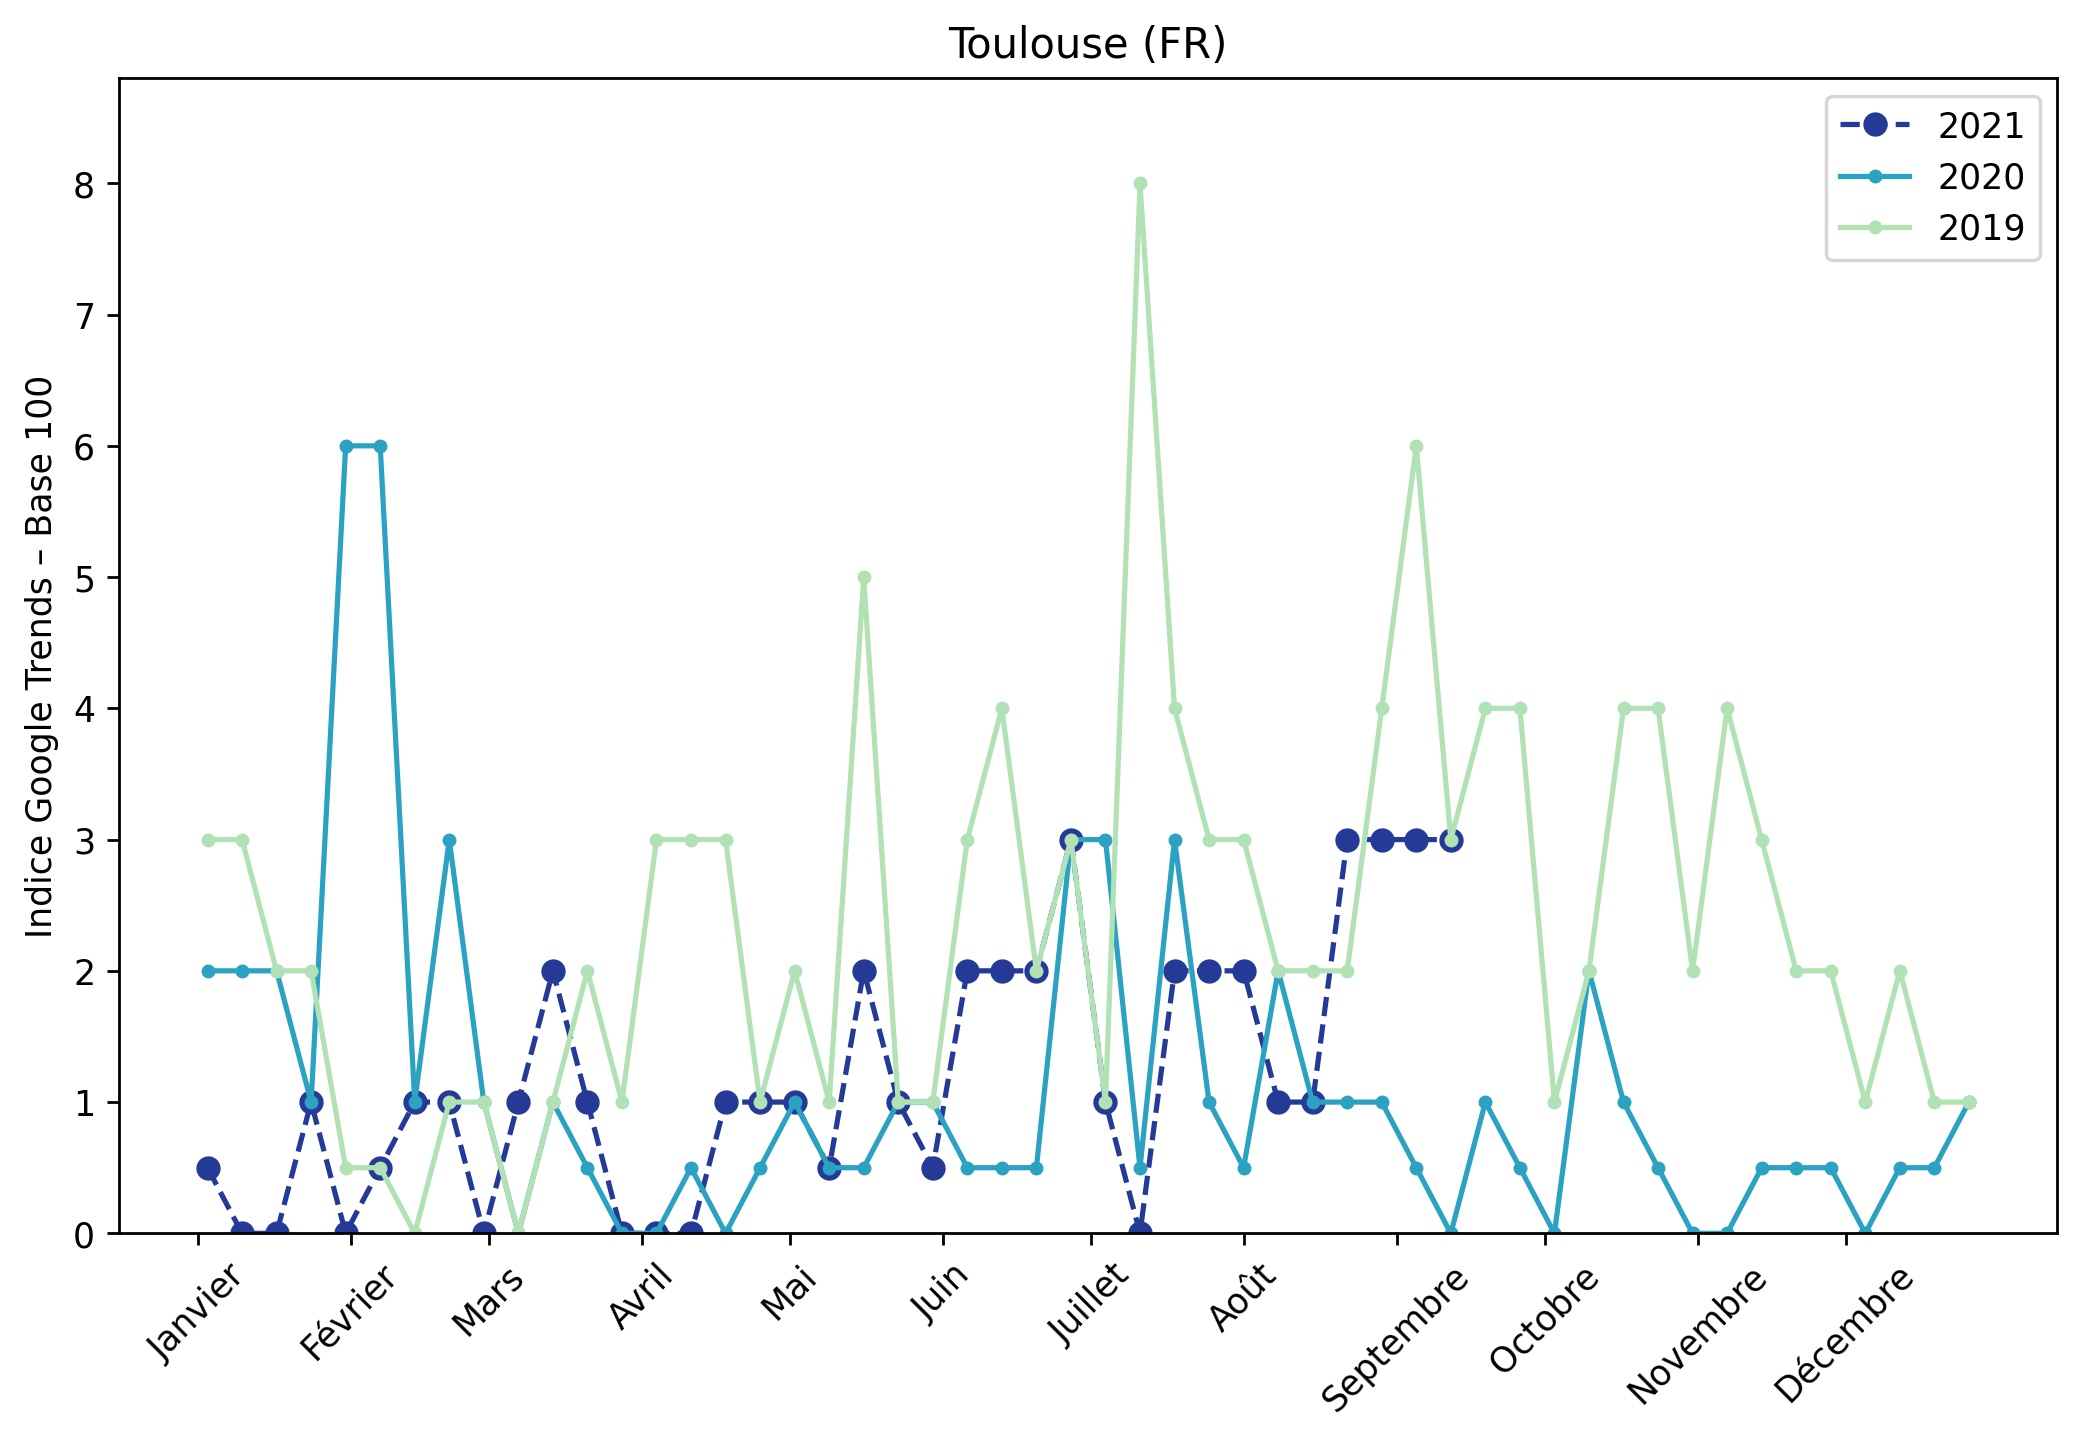 Toulouse (FR)
2021
2020
2019
Indice Google Trends – Base 100
8
7
6
5
4
3
2
1
0
Janvier
Février
Mars
Avril
Mai
Juin
Juillet
Août
Septembre
Octobre
Novembre
Décembre